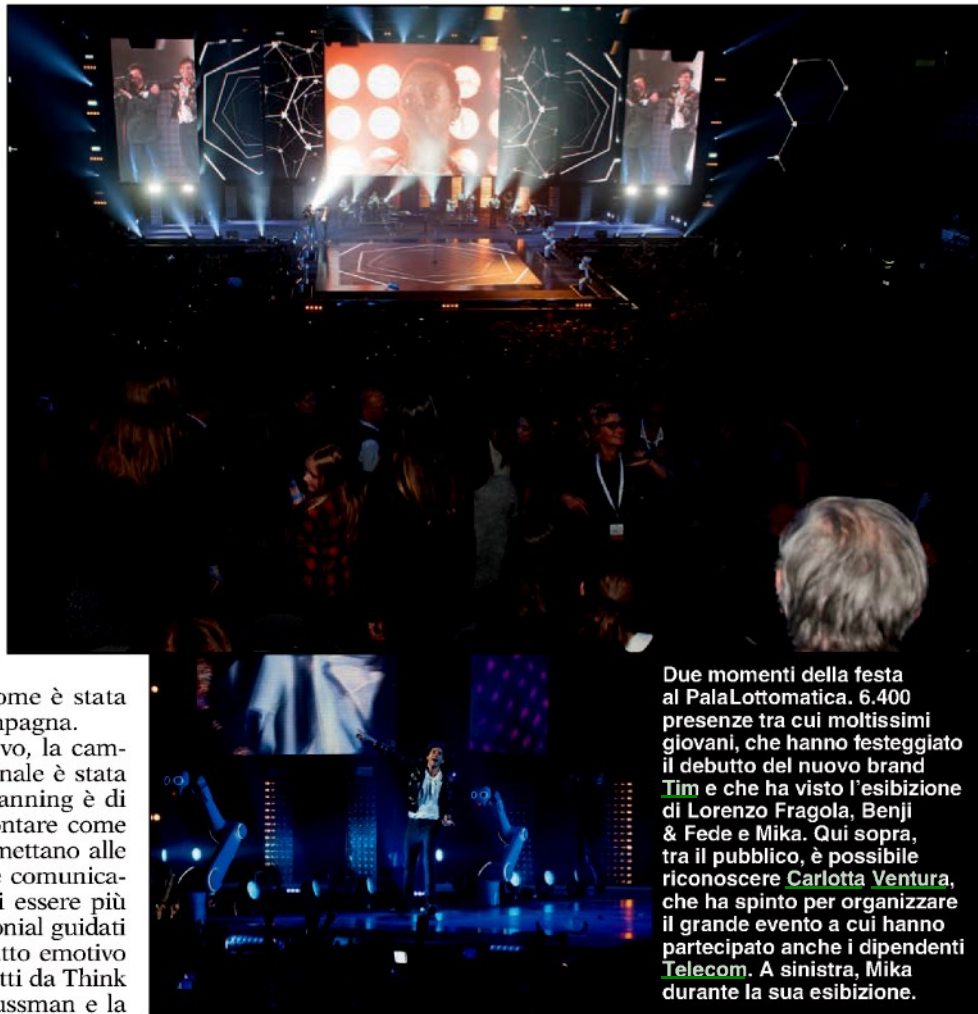 ome è stata
npagna.
vo, la cam-
nale è stata
anning è di
ontare come
mettano alle
e comunica-
i essere più
onial guidati
tto emotivo
tti da Think
ussman e la
Due momenti della festa
al PalaLottomatica. 6.400
presenze tra cui moltissimi
giovani, che hanno festeggiato
il debutto del nuovo brand
Tim e che ha visto l'esibizione
di Lorenzo Fragola, Benji
& Fede e Mika. Qui sopra,
tra il pubblico, è possibile
riconoscere Carlotta Ventura,
che ha spinto per organizzare
il grande evento a cui hanno
partecipato anche i dipendenti
Telecom. A sinistra, Mika
durante la sua esibizione.